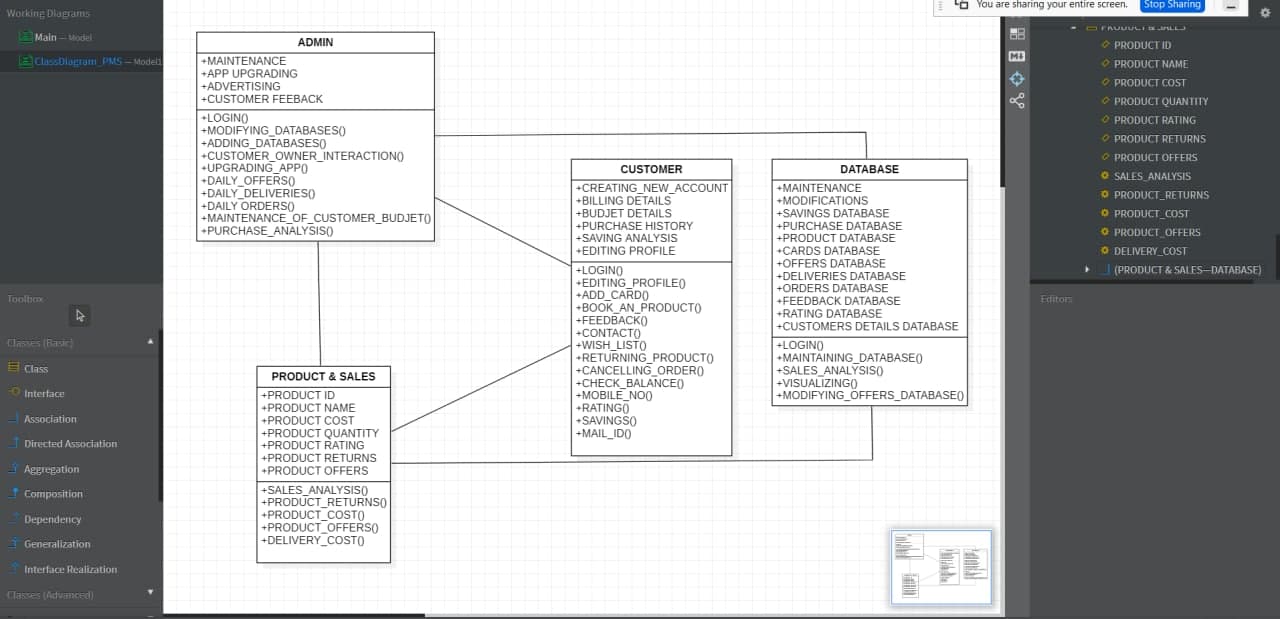 You are sharing your entire screen.
Stop Sharing
Working Diagrams
Main — Model
ClassDiagram_PMS — Model1
Toolbox
Classes (Basic)
Class
Interface
Association
Directed Association
Aggregation
Composition
Dependency
Generalization
Interface Realization
Classes (Advanced)
ADMIN
+MAINTENANCE
+APP UPGRADING
+ADVERTISING
+CUSTOMER FEEBACK
+LOGIN()
+MODIFYING_DATABASES()
+ADDING_DATABASES()
+CUSTOMER_OWNER_INTERACTION()
+UPGRADING_APP()
+DAILY_OFFERS()
+DAILY_DELIVERIES()
+DAILY ORDERS()
+MAINTENANCE_OF_CUSTOMER_BUDJET()
+PURCHASE_ANALYSIS()
CUSTOMER
+CREATING_NEW_ACCOUNT
+BILLING DETAILS
+BUDJET DETAILS
+PURCHASE HISTORY
+SAVING ANALYSIS
+EDITING PROFILE
+LOGIN()
+EDITING_PROFILE()
+ADD_CARD()
+BOOK_AN_PRODUCT()
+FEEDBACK()
+CONTACT()
+WISH_LIST()
+RETURNING_PRODUCT()
+CANCELLING_ORDER()
+CHECK_BALANCE()
+MOBILE_NO()
+RATING()
+SAVINGS()
+MAIL_ID()
DATABASE
+MAINTENANCE
+MODIFICATIONS
+SAVINGS DATABASE
+PURCHASE DATABASE
+PRODUCT DATABASE
+CARDS DATABASE
+OFFERS DATABASE
+DELIVERIES DATABASE
+ORDERS DATABASE
+FEEDBACK DATABASE
+RATING DATABASE
+CUSTOMERS DETAILS DATABASE
+LOGIN()
+MAINTAINING_DATABASE()
+SALES_ANALYSIS()
+VISUALIZING()
+MODIFYING_OFFERS_DATABASE()
PRODUCT & SALES
+PRODUCT ID
+PRODUCT NAME
+PRODUCT COST
+PRODUCT QUANTITY
+PRODUCT RATING
+PRODUCT RETURNS
+PRODUCT OFFERS
+SALES_ANALYSIS()
+PRODUCT_RETURNS()
+PRODUCT_COST()
+PRODUCT_OFFERS()
+DELIVERY_COST()
PRODUCT & SALES
PRODUCT ID
PRODUCT NAME
PRODUCT COST
PRODUCT QUANTITY
PRODUCT RATING
PRODUCT RETURNS
PRODUCT OFFERS
SALES_ANALYSIS
PRODUCT_RETURNS
PRODUCT_COST
PRODUCT_OFFERS
DELIVERY_COST
(PRODUCT & SALES—DATABASE)
Editors